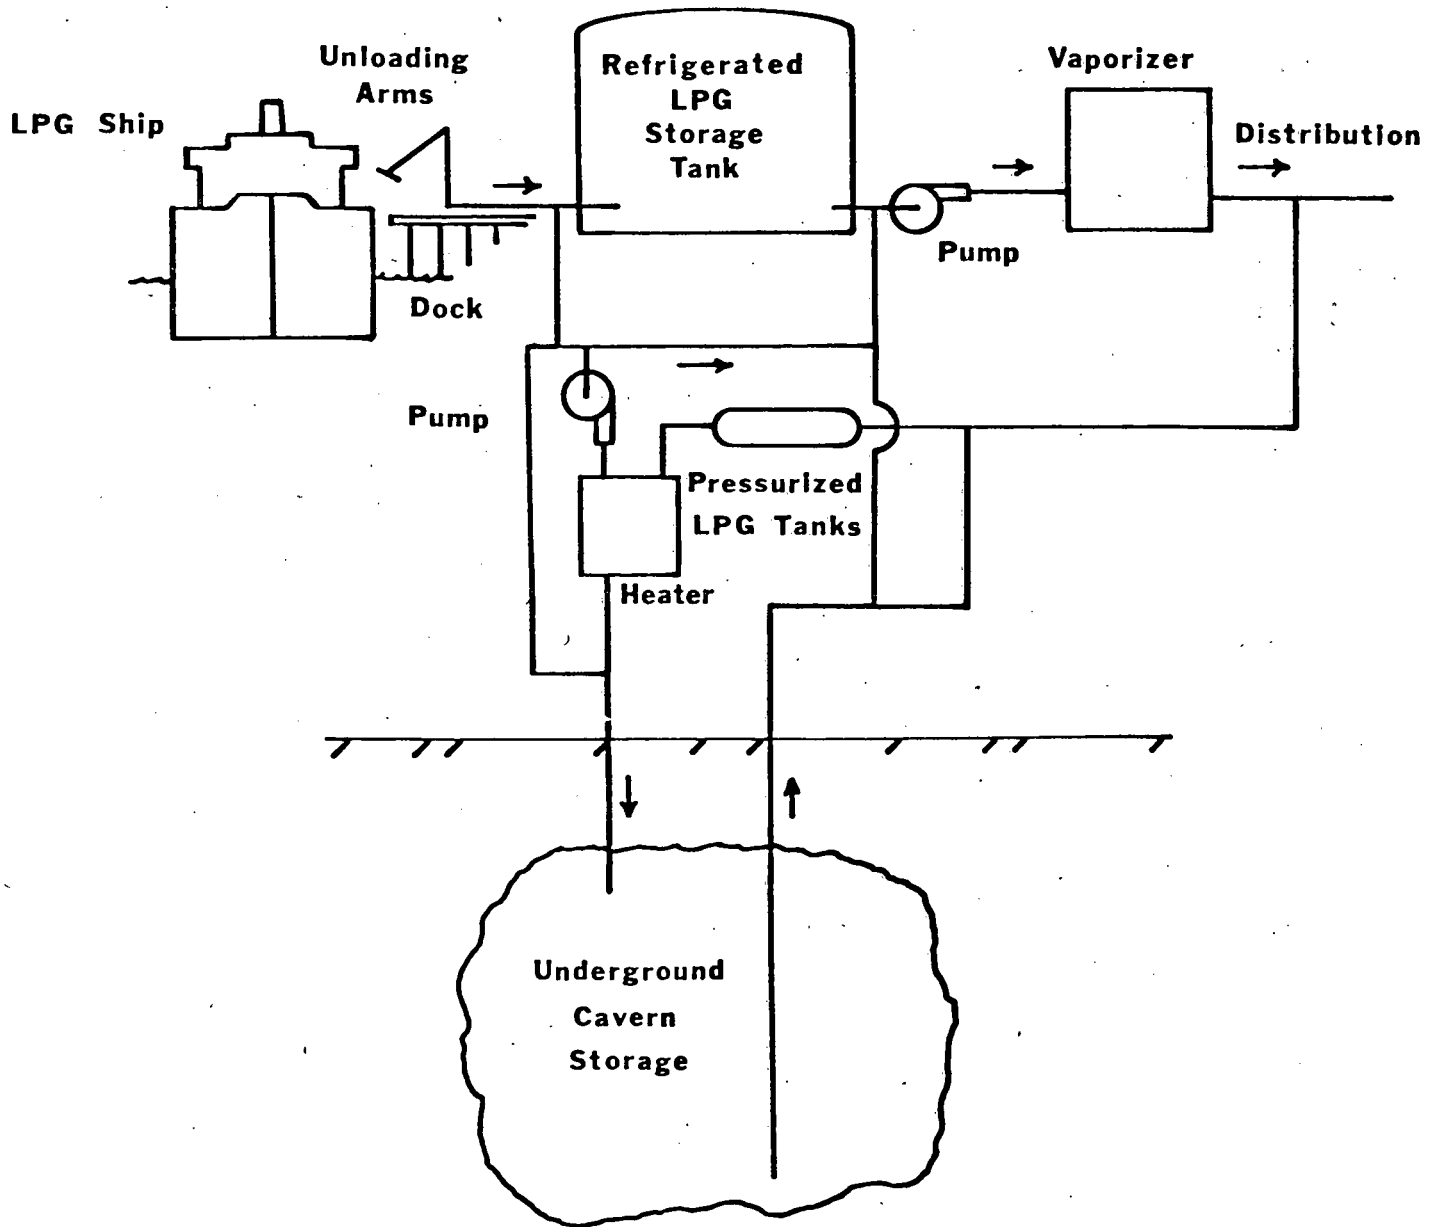 LPG Ship
Unloading
Arms
Dock
Refrigerated
LPG
Storage
Tank
Pump
Vaporizer
Distribution
Pump
Pressurized
LPG Tanks
Heater
Underground
Cavern
Storage